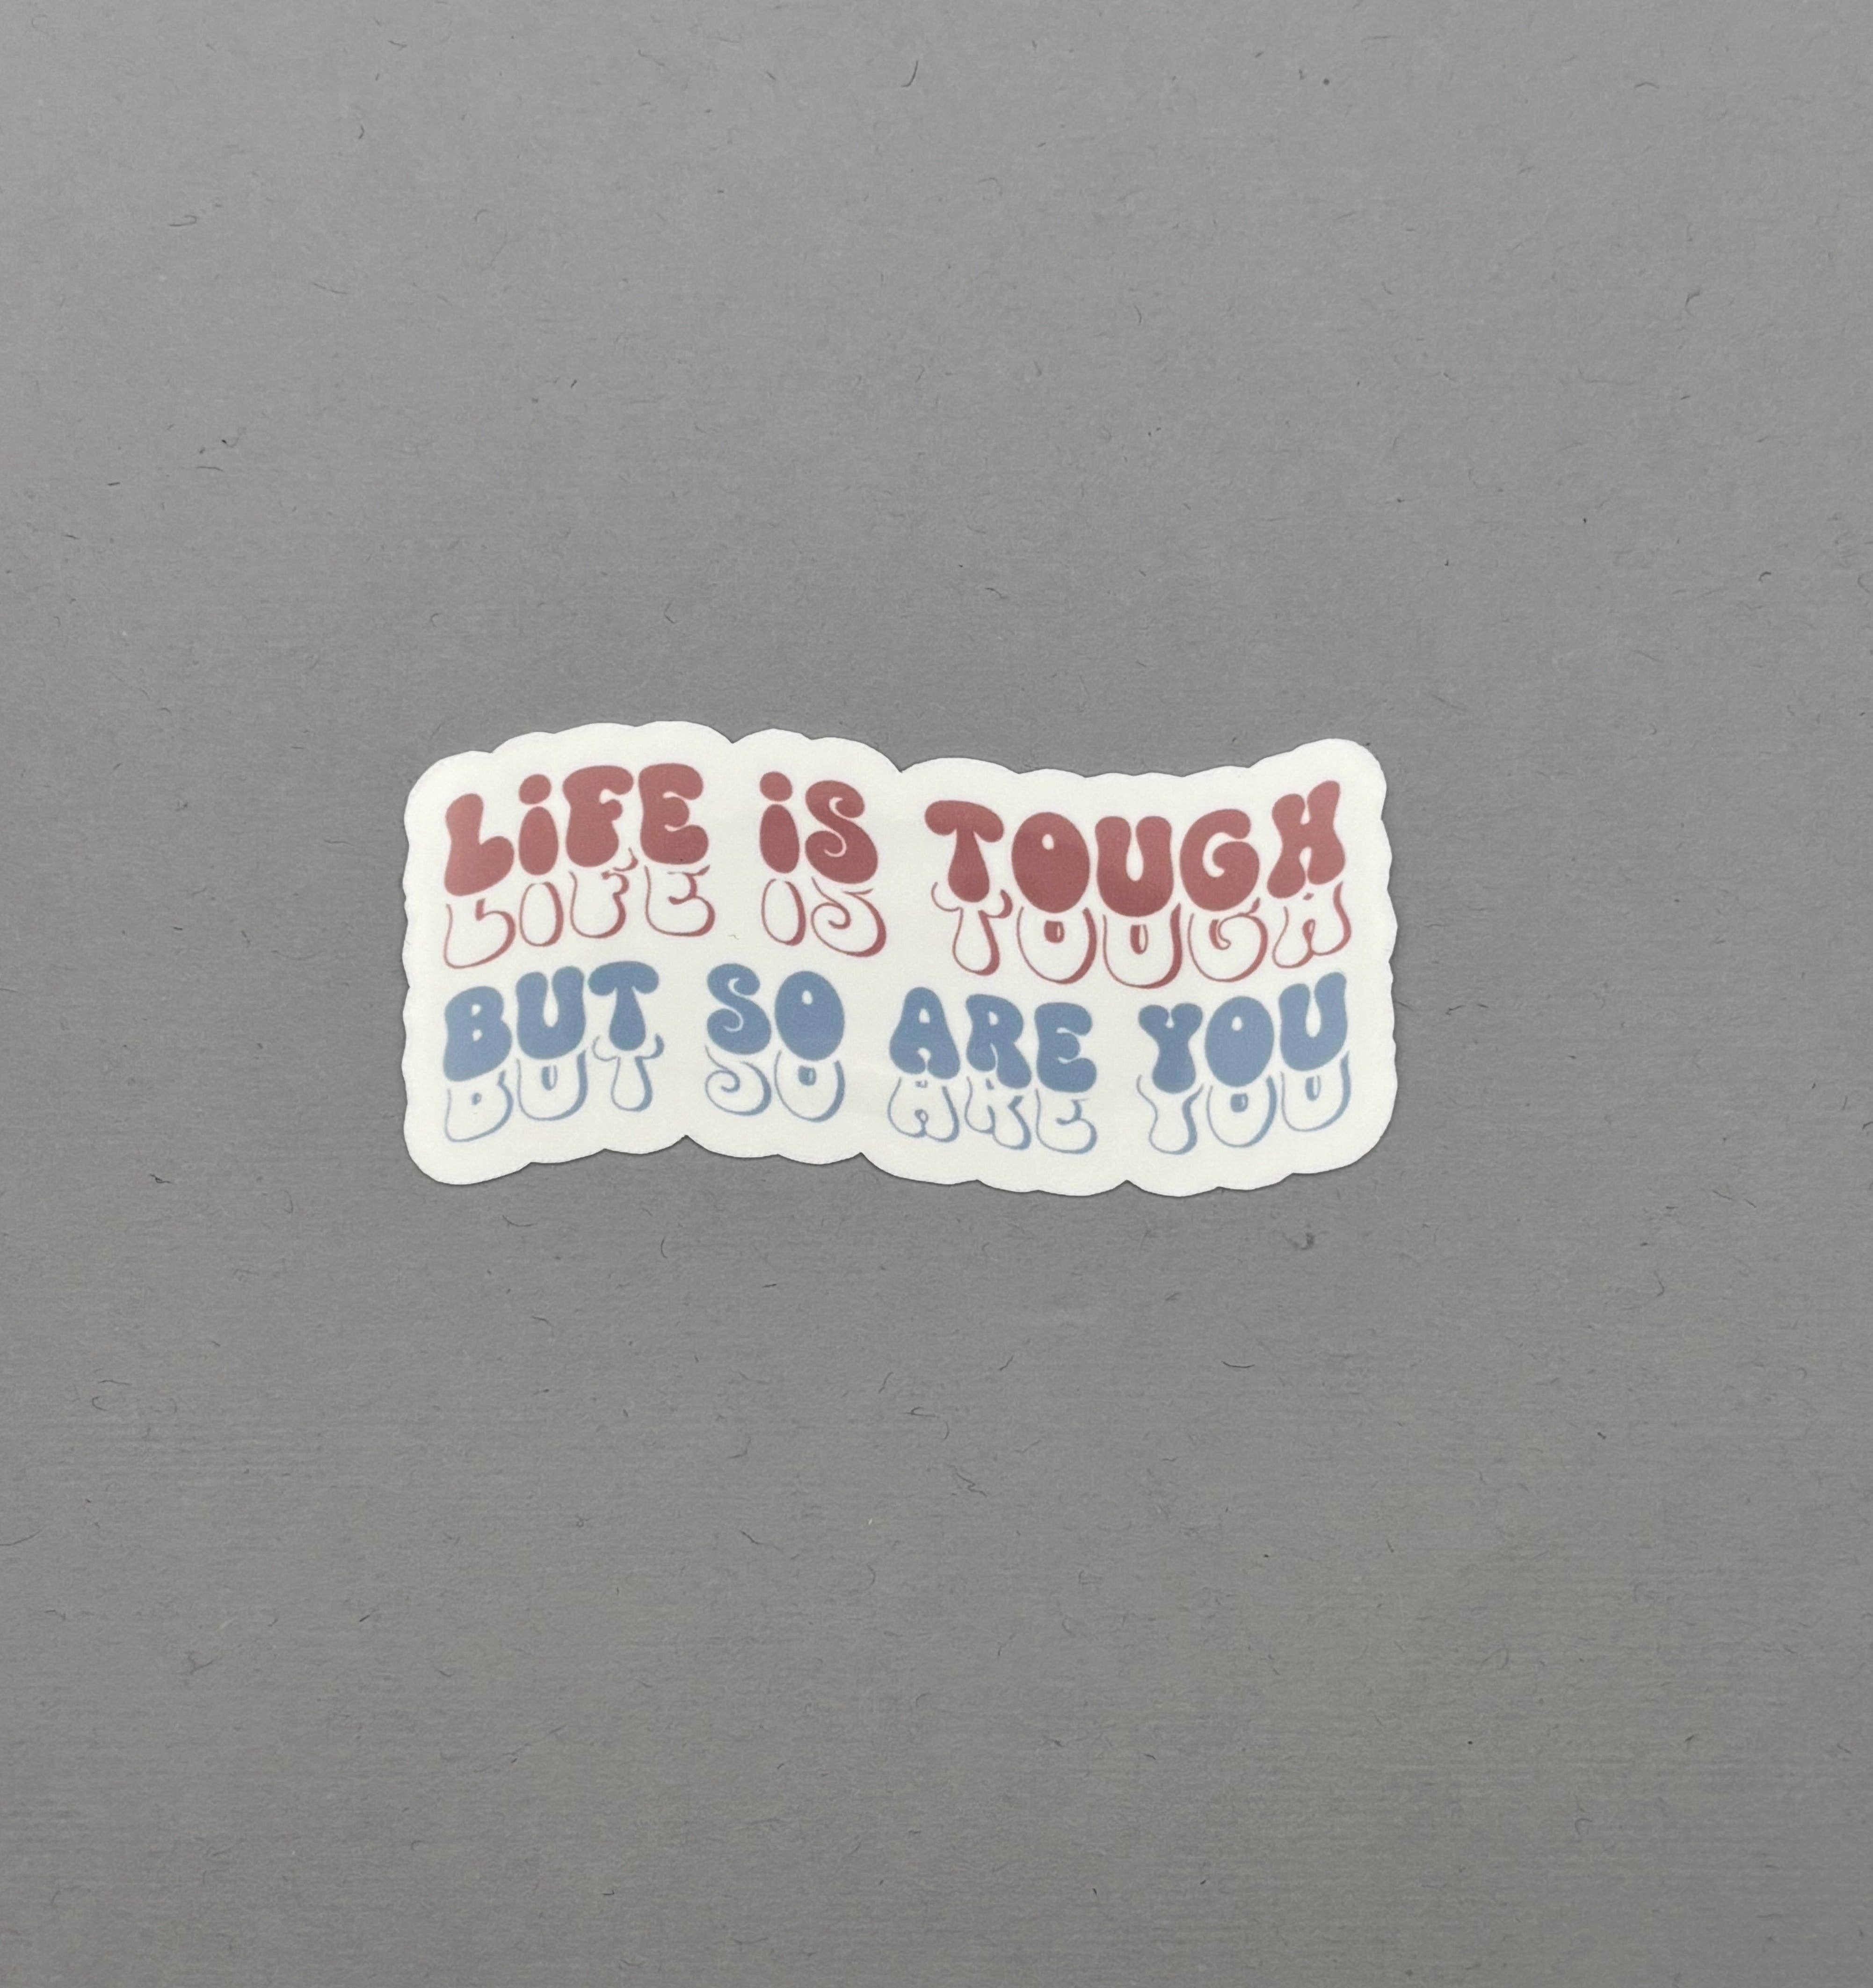 LiFE iS TOUGH
LIFE IS TOUGH
BUT SO ARE YOU
BUT SO ARE YOU